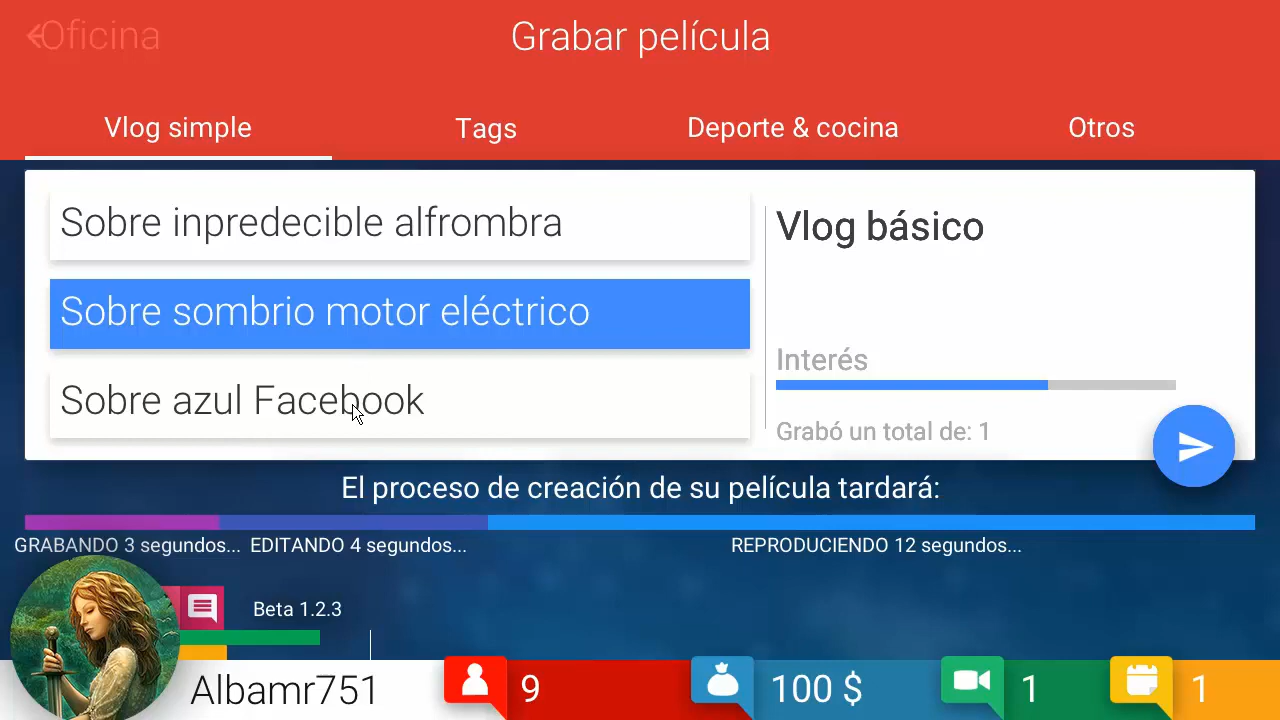 Oficina
Grabar película
Vlog simple
Tags
Deporte & cocina
Otros
Sobre inpredecible alfrombra
Sobre sombrio motor eléctrico
Sobre azul Facebook
Vlog básico
Interés
Grabó un total de: 1
El proceso de creación de su película tardará:
GRABANDO 3 segundos...
EDITANDO 4 segundos...
REPRODUCIENDO 12 segundos...
Beta 1.2.3
Albamr751
9
100 $
1
1